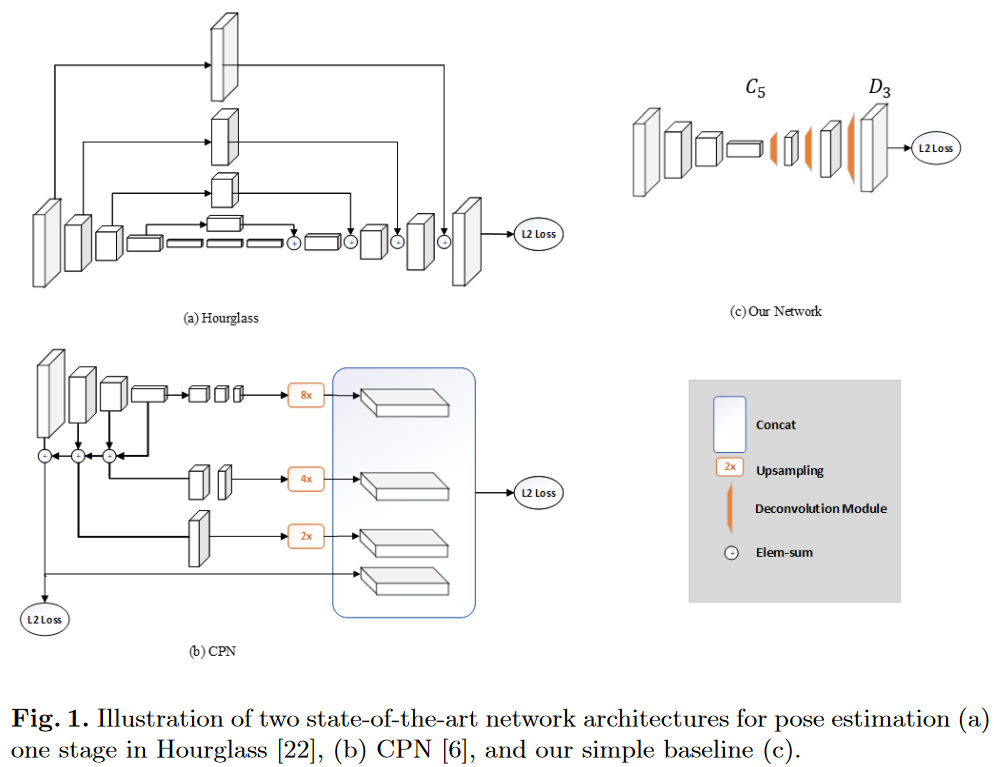 C5
D3
L2 Loss
L2 Loss
(a) Hourglass
(c) Our Network
8x
4x
L2 Loss
2x
L2 Loss
(b) CPN
Concat
2x
Upsampling
Deconvolution Module
Elem-sum
+
+
+
+
+
+
+
+
Fig. 1. Illustration of two state-of-the-art network architectures for pose estimation (a)
one stage in Hourglass [22], (b) CPN [6], and our simple baseline (c).